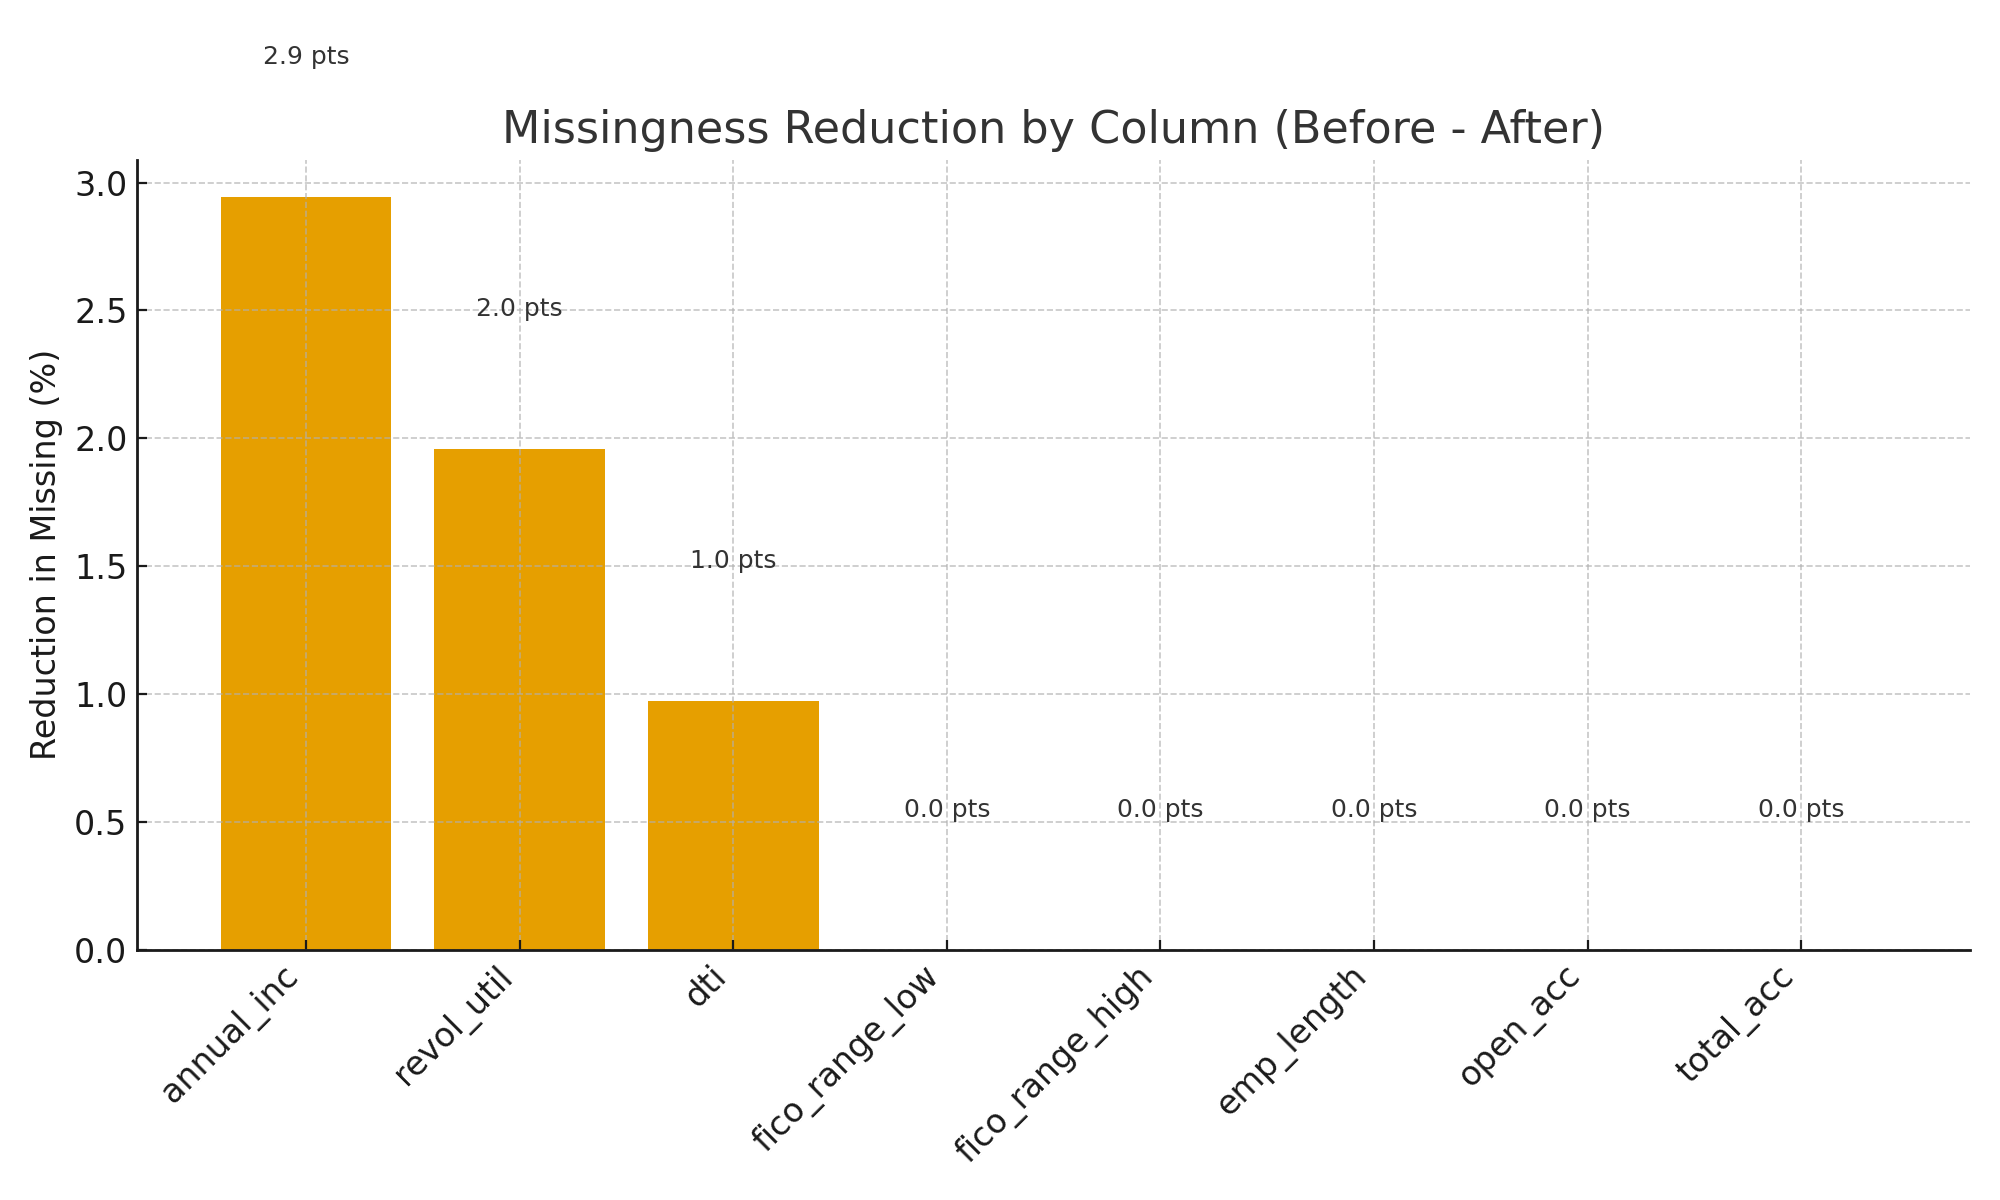 2.9 pts
Missingness Reduction by Column (Before - After)
Reduction in Missing (%)
3.0
2.5
2.0
1.5
1.0
0.5
0.0
2.0 pts
1.0 pts
0.0 pts
0.0 pts
0.0 pts
0.0 pts
0.0 pts
annual_inc
revol_util
dti
fico_range_low
fico_range_high
emp_length
open_acc
total_acc